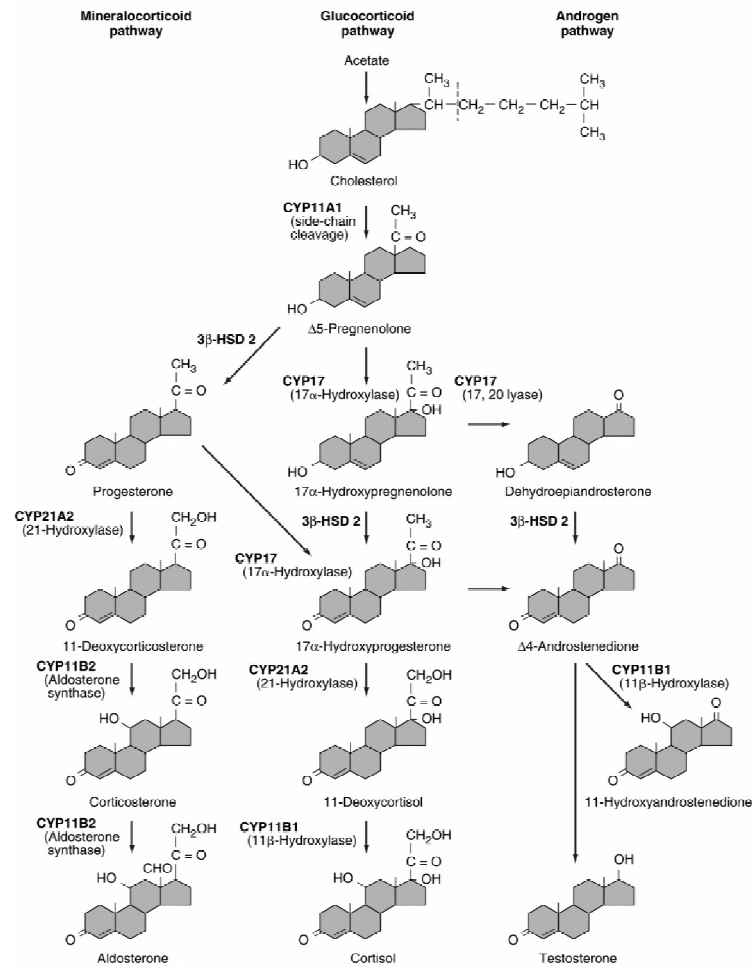 Mineralocorticoid
pathway
Glucocorticoid
pathway
Androgen
pathway
Acetate
CH3
CH
CH2
CH2
CH2
CH3
CH
CH3
HO
Cholesterol
CYP11A1
(side-chain
cleavage)
CH3
C = O
HO
Δ5-Pregnenolone
3β-HSD 2
CH3
C = O
O
Progesterone
CYP17
(17α-Hydroxylase)
CH3
C = O
OH
HO
17α-Hydroxypregnenolone
CYP17
(17, 20 lyase)
O
HO
Dehydroepiandrosterone
CYP21A2
(21-Hydroxylase)
CH2OH
C = O
O
11-Deoxycorticosterone
CYP17
(17α-Hydroxylase)
3β-HSD 2
CH3
C = O
OH
O
17α-Hydroxyprogesterone
3β-HSD 2
O
O
Δ4-Androstenedione
CYP11B2
(Aldosterone
synthase)
CH2OH
C = O
HO
O
Corticosterone
CYP21A2
(21-Hydroxylase)
CH2OH
C = O
OH
O
11-Deoxycortisol
CYP11B1
(11β-Hydroxylase)
O
HO
O
11-Hydroxyandrostenedione
CYP11B2
(Aldosterone
synthase)
CH2OH
C = O
CHO
HO
O
Aldosterone
CYP11B1
(11β-Hydroxylase)
CH2OH
C = O
OH
HO
O
Cortisol
OH
O
Testosterone